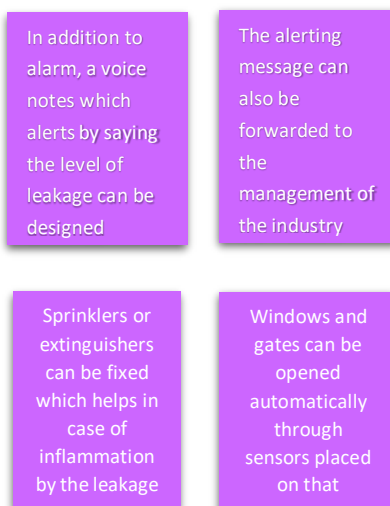 In addition to
alarm, a voice
notes which
alerts by saying
the level of
leakage can be
designed
The alerting
message can
also be
forwarded to
the
management of
the industry
Sprinklers or
extinguishers
can be fixed
which helps in
case of
inflammation
by the leakage
Windows and
gates can be
opened
automatically
through
sensors placed
on that